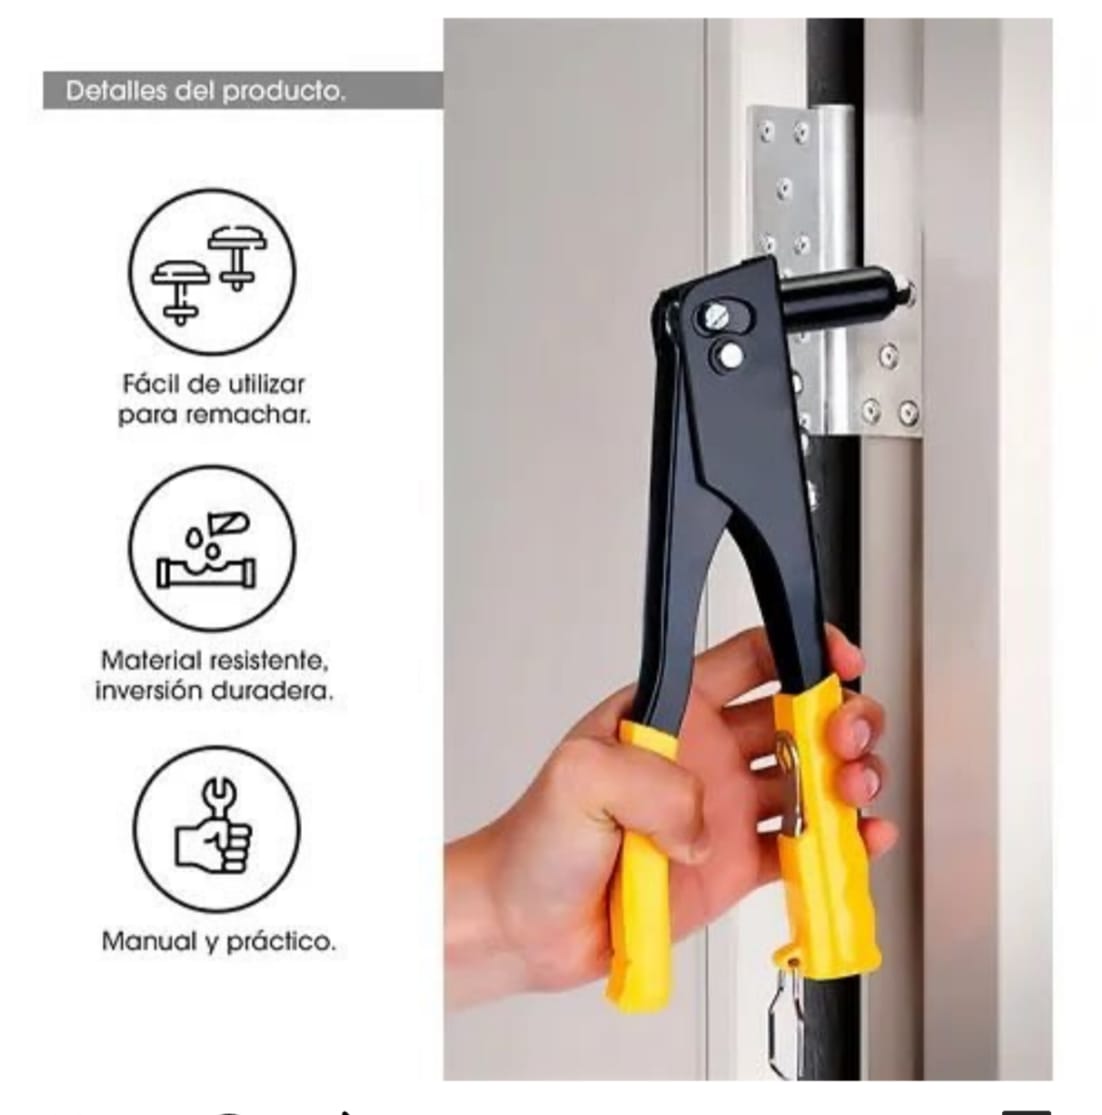 Detalles del producto.
Fácil de utilizar
para remachar.
Material resistente,
inversión duradera.
Manual y práctico.